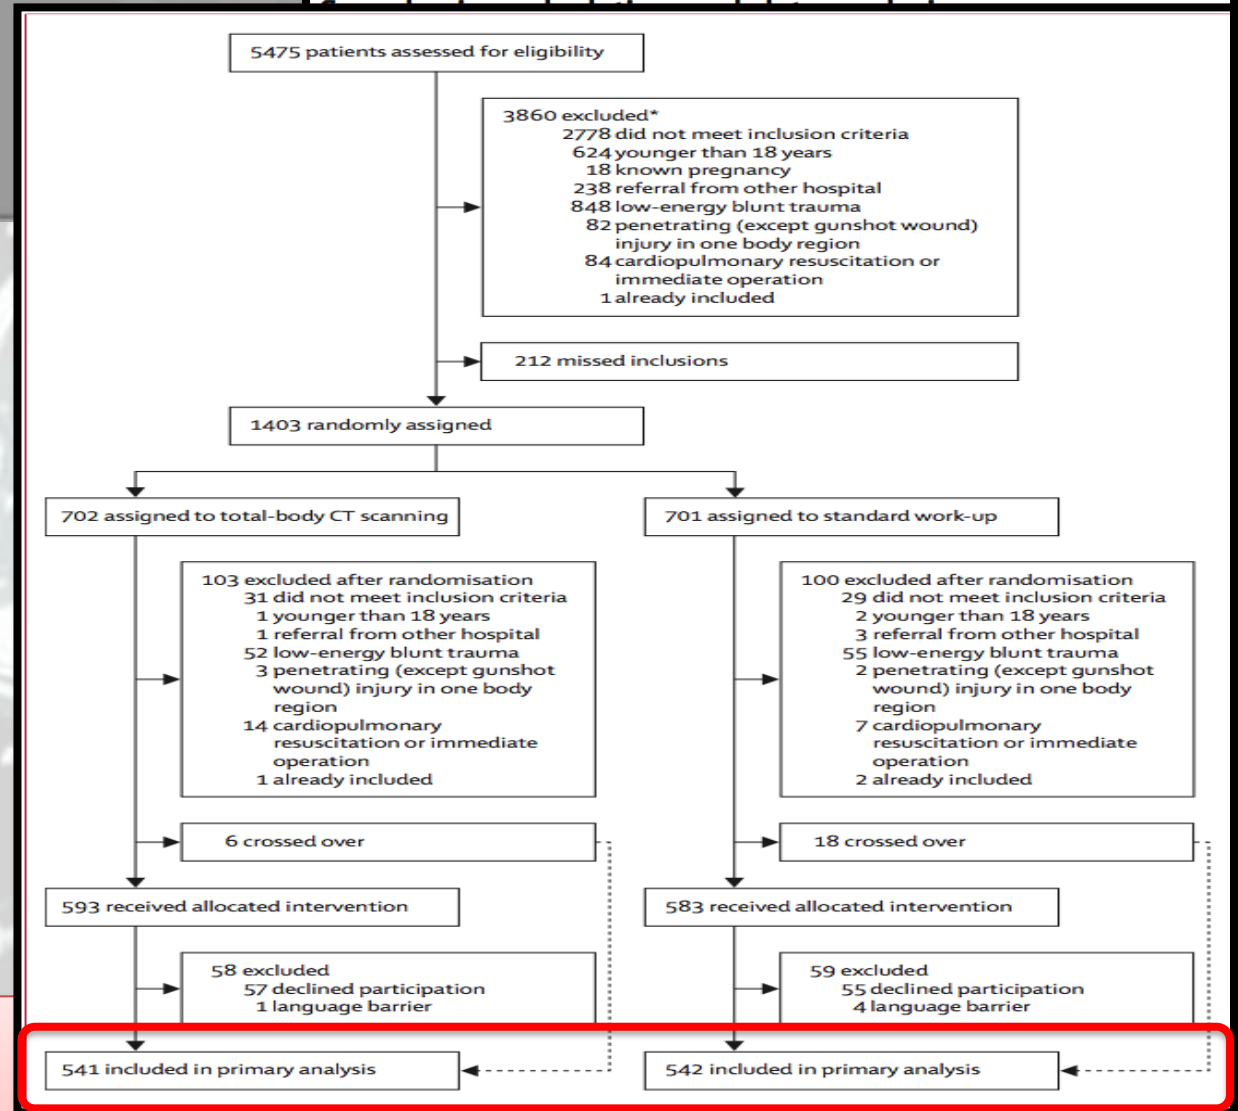 5475 patients assessed for eligibility
3860 excluded*
2778 did not meet inclusion criteria
624 younger than 18 years
18 known pregnancy
238 referral from other hospital
848 low-energy blunt trauma
82 penetrating (except gunshot wound)
injury in one body region
84 cardiopulmonary resuscitation or
immediate operation
1 already included
212 missed inclusions
1403 randomly assigned
702 assigned to total-body CT scanning
701 assigned to standard work-up
103 excluded after randomisation
31 did not meet inclusion criteria
1 younger than 18 years
1 referral from other hospital
52 low-energy blunt trauma
3 penetrating (except gunshot
wound) injury in one body
region
14 cardiopulmonary
resuscitation or immediate
operation
1 already included
100 excluded after randomisation
29 did not meet inclusion criteria
2 younger than 18 years
3 referral from other hospital
55 low-energy blunt trauma
2 penetrating (except gunshot
wound) injury in one body
region
7 cardiopulmonary
resuscitation or immediate
operation
2 already included
6 crossed over
18 crossed over
593 received allocated intervention
583 received allocated intervention
58 excluded
57 declined participation
1 language barrier
59 excluded
55 declined participation
4 language barrier
541 included in primary analysis
542 included in primary analysis